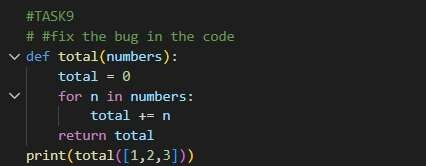 #TASK9
# #fix the bug in the code
def total(numbers):
    total = 0
    for n in numbers:
        total += n
    return total
print(total([1,2,3]))